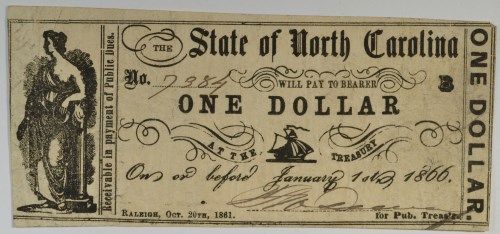 Receivable in payment of Public Dues.
THE State of North Carolina
No. 7384
WILL PAY TO BEARER
B
ONE DOLLAR
AT THE TREASURY
On or before January 1st, 1866.
RALEIGH, OCT. 20TH, 1861.
for Pub. Treas'r.
ONE DOLLAR.